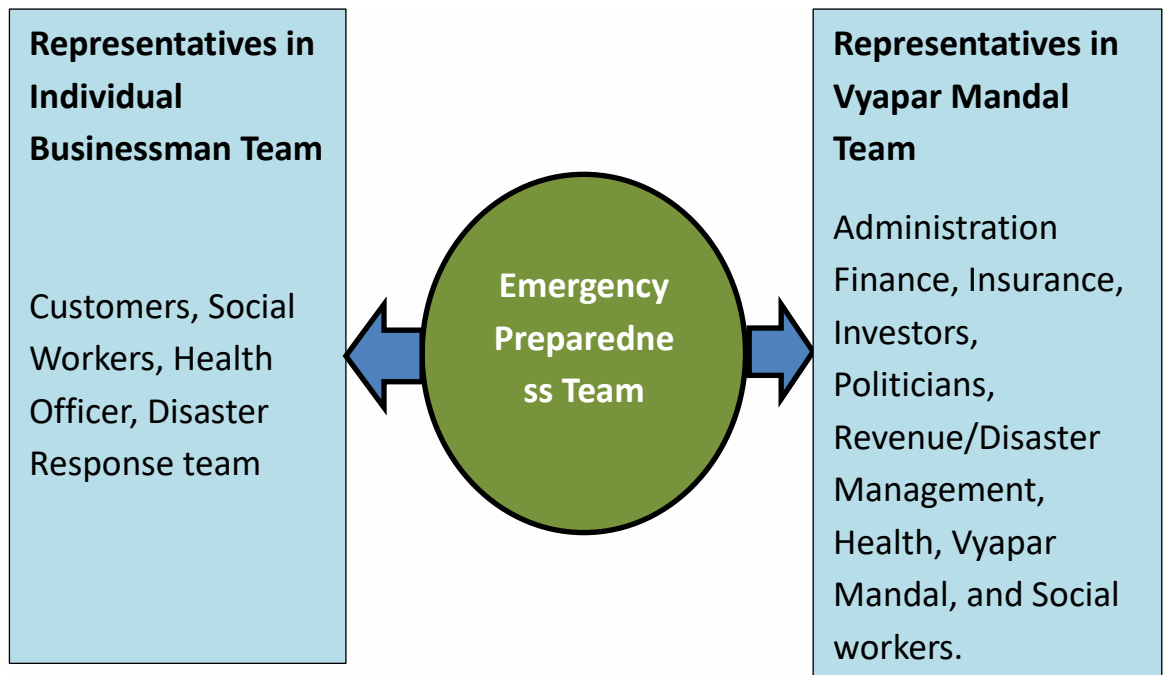 Representatives in
Individual
Businessman Team
Customers, Social
Workers, Health
Officer, Disaster
Response team
Emergency
Preparedne
ss Team
Representatives in
Vyapar Mandal
Team
Administration
Finance, Insurance,
Investors,
Politicians,
Revenue/Disaster
Management,
Health, Vyapar
Mandal, and Social
workers.